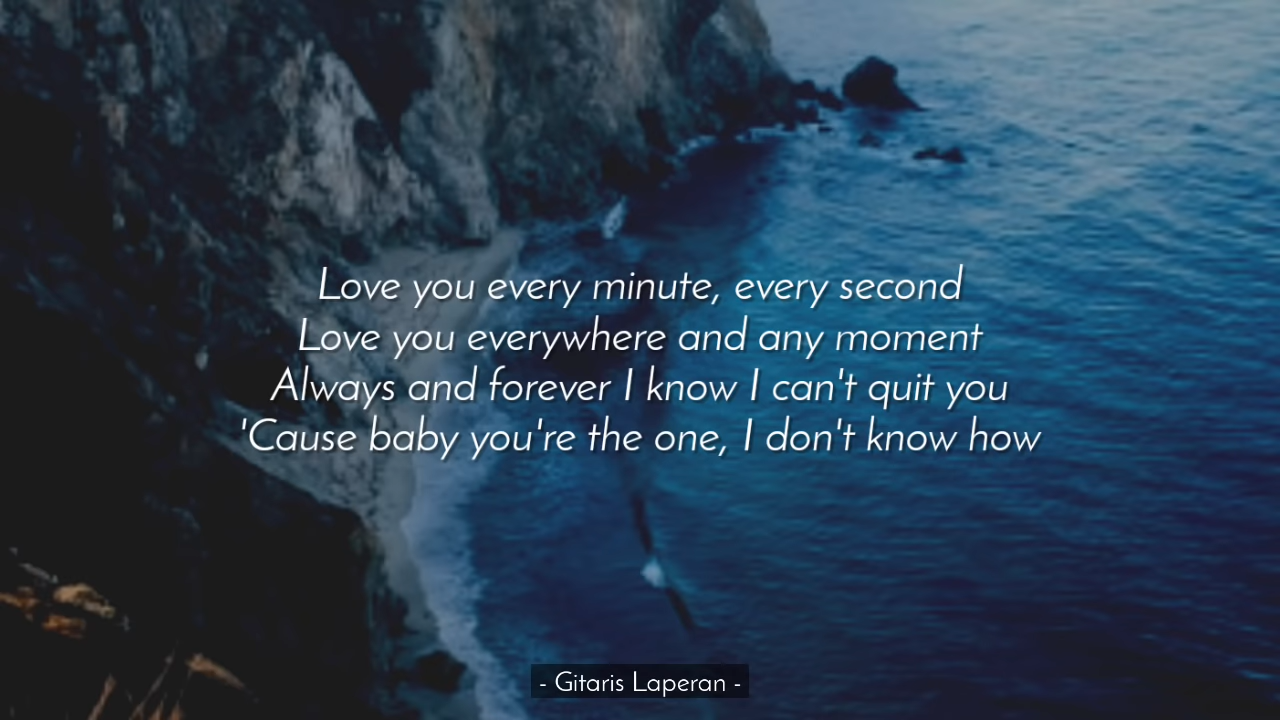 Love you every minute, every second
Love you everywhere and any moment
Always and forever I know I can't quit you
'Cause baby you're the one, I don't know how
- Gitaris Laperan -